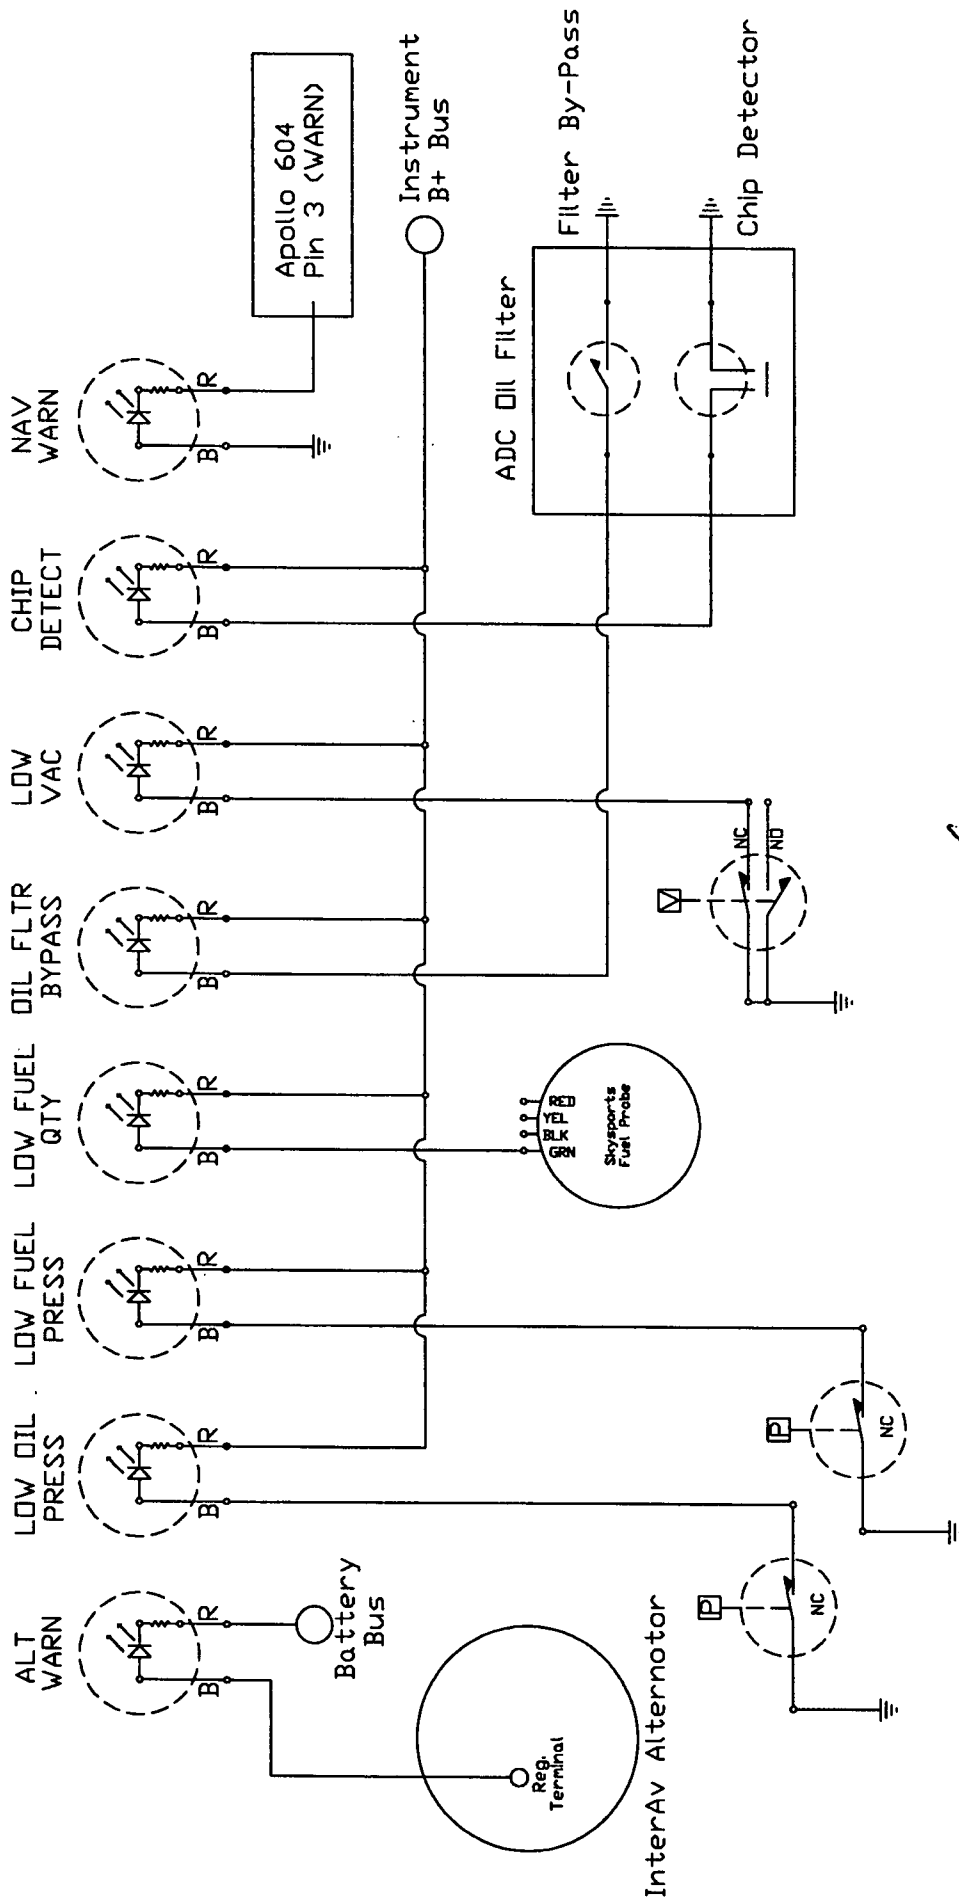 ALT
WARN
LOW OIL
PRESS
LOW FUEL
PRESS
LOW FUEL
QTY
OIL FLTR
BYPASS
LOW
VAC
CHIP
DETECT
NAV
WARN
B
R
B
R
B
R
B
R
B
R
B
R
B
R
B
R
Apollo 604
Pin 3 (WARN)
Battery
Bus
Instrument
B+ Bus
Reg.
Terminal
InterAv Alternotor
GRN
BLK
YEL
RED
Skysports
Fuel Probe
ADC Oil Filter
Filter By-Pass
Chip Detector
V
NC
NO
P
NC
P
NC